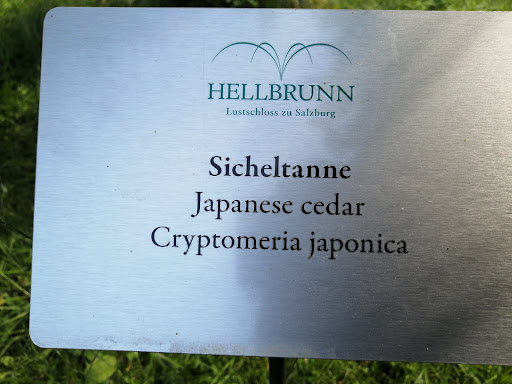 HELLBRUNN
Lustschloss zu Salzburg
Sicheltanne
Japanese cedar
Cryptomeria japonica